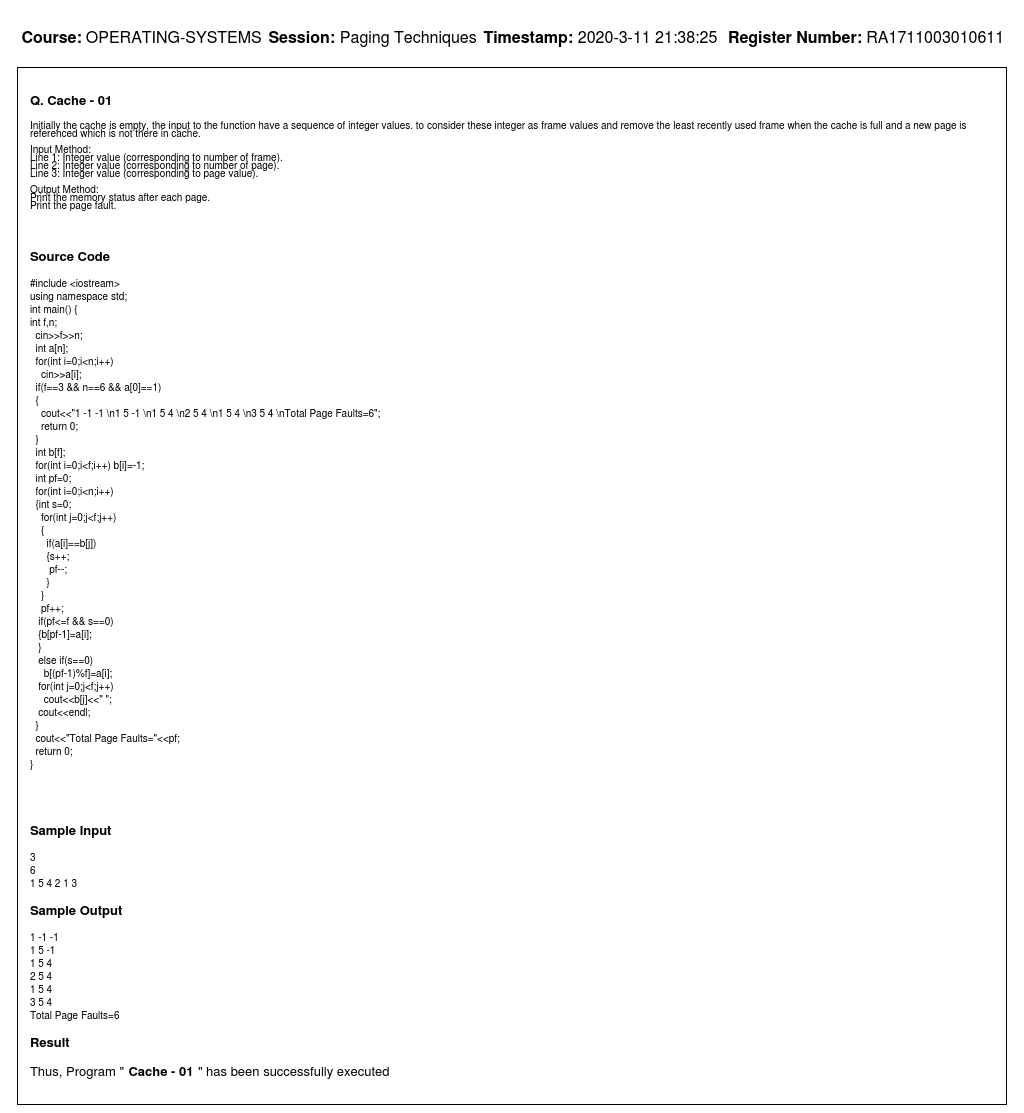 Course: OPERATING-SYSTEMS Session: Paging Techniques Timestamp: 2020-3-11 21:38:25 Register Number: RA1711003010611
Q. Cache - 01
Initially the cache is empty, the input to the function have a sequence of integer values. to consider these integer as frame values and remove the least recently used frame when the cache is full and a new page is
referenced which is not there in cache.
Input Method:
Line 1: Integer value (corresponding to number of frame).
Line 2: Integer value (corresponding to number of page).
Line 3: Integer value (corresponding to page value).
Output Method:
Print the memory status after each page.
Print the page fault.
Source Code
#include <iostream>
using namespace std;
int main() {
int f,n;
cin>>f>>n;
int a[n];
for(int i=0;i<n;i++)
cin>>a[i];
if(f==3 && n==6 && a[0]==1)
{
cout<<"1 -1 -1 \n1 5 -1 \n1 5 4 \n2 5 4 \n1 5 4 \n3 5 4 \nTotal Page Faults=6";
return 0;
}
int b[f];
for(int i=0;i<f;i++) b[i]=-1;
int pf=0;
for(int i=0;i<n;i++)
{int s=0;
for(int j=0;j<f;j++)
{
if(a[i]==b[j])
{s++;
pf--;
}
}
pf++;
if(pf<=f && s==0)
{b[pf-1]=a[i];
}
else if(s==0)
b[(pf-1)%f]=a[i];
for(int j=0;j<f;j++)
cout<<b[j]<<" ";
cout<<endl;
}
cout<<"Total Page Faults="<<pf;
return 0;
}
Sample Input
3
6
1 5 4 2 1 3
Sample Output
1 -1 -1
1 5 -1
1 5 4
2 5 4
1 5 4
3 5 4
Total Page Faults=6
Result
Thus, Program " Cache - 01 " has been successfully executed